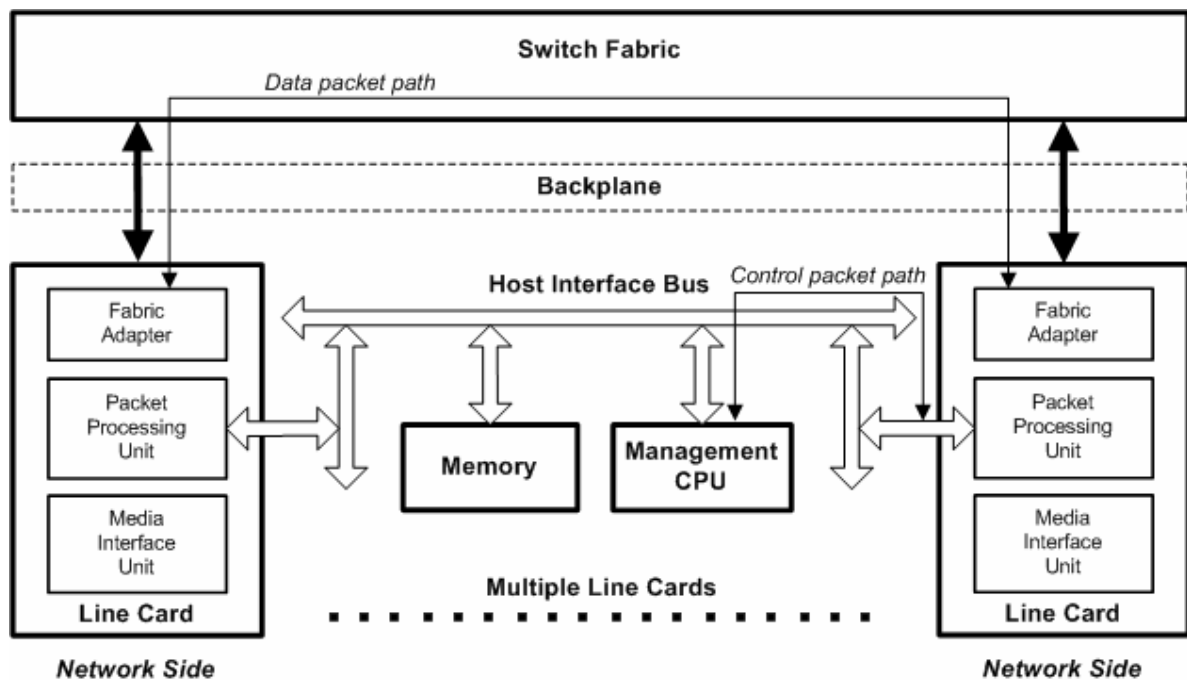 Switch Fabric
Data packet path
Backplane
Host Interface Bus
Control packet path
Fabric
Adapter
Packet
Processing
Unit
Media
Interface
Unit
Line Card
Network Side
Memory
Management
CPU
Multiple Line Cards
Fabric
Adapter
Packet
Processing
Unit
Media
Interface
Unit
Line Card
Network Side